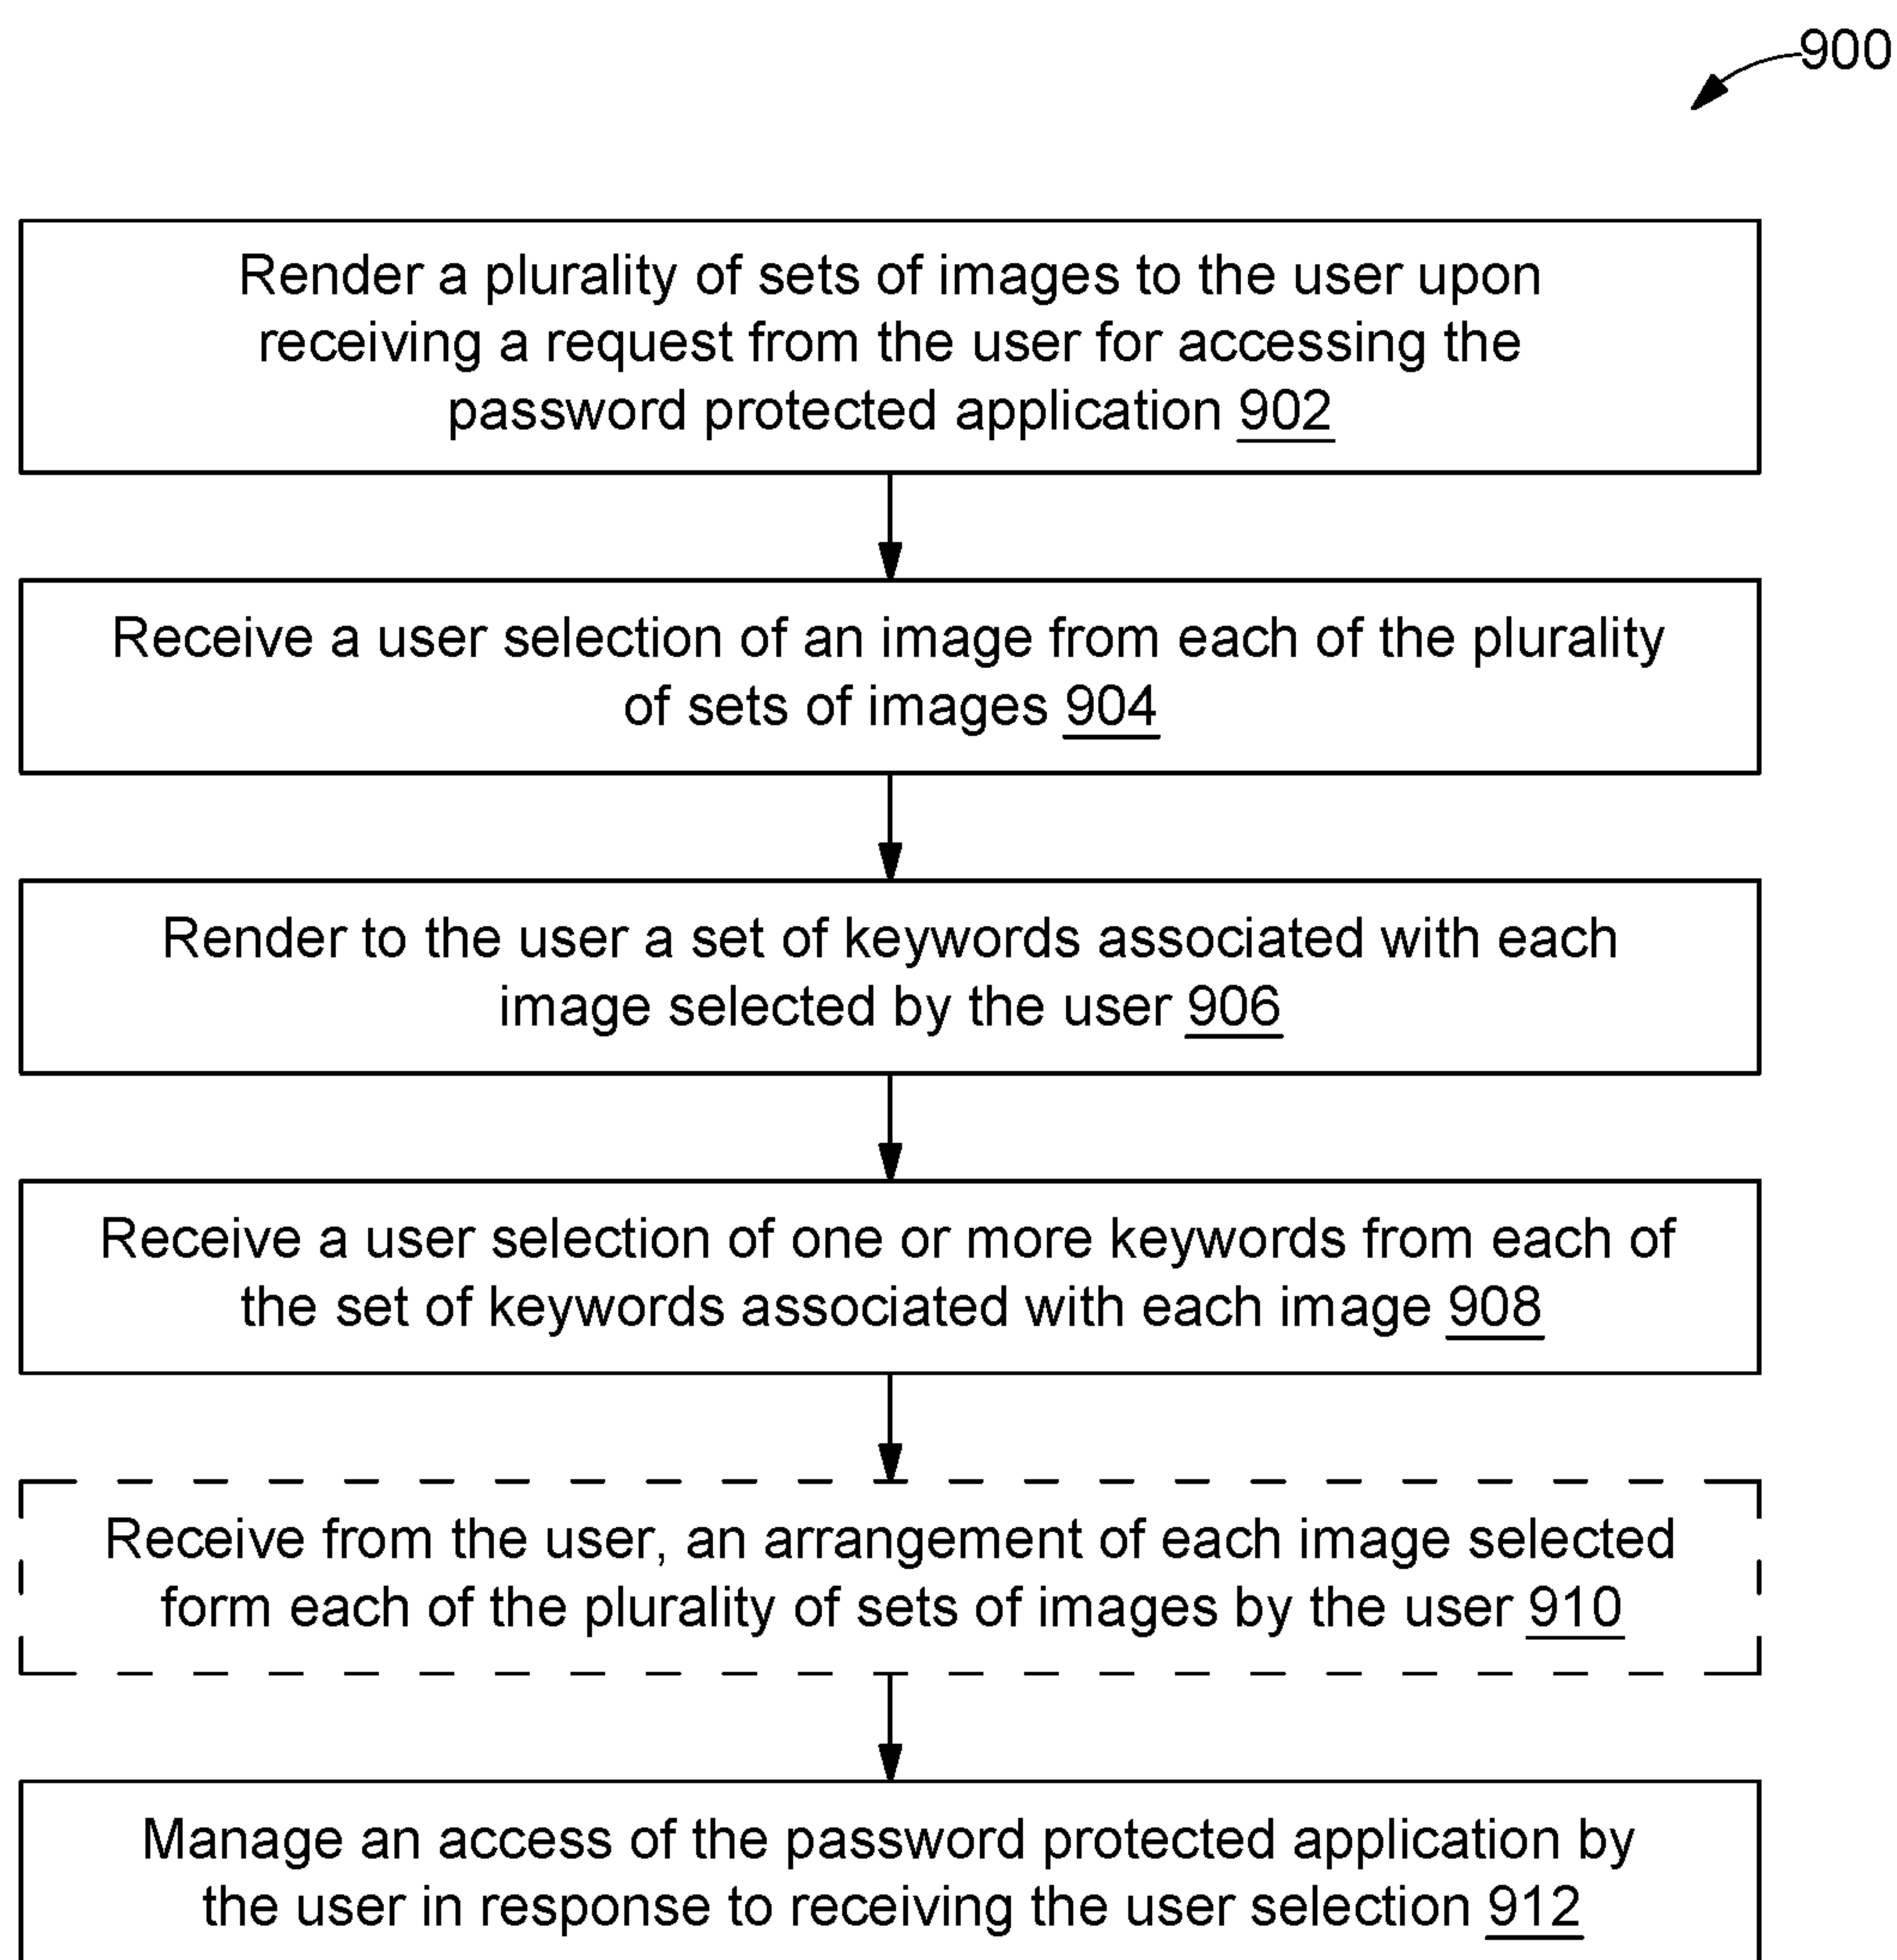 900
Render a plurality of sets of images to the user upon
receiving a request from the user for accessing the
password protected application 902
Receive a user selection of an image from each of the plurality
of sets of images 904
Render to the user a set of keywords associated with each
image selected by the user 906
Receive a user selection of one or more keywords from each of
the set of keywords associated with each image 908
Receive from the user, an arrangement of each image selected
form each of the plurality of sets of images by the user 910
Manage an access of the password protected application by
the user in response to receiving the user selection 912